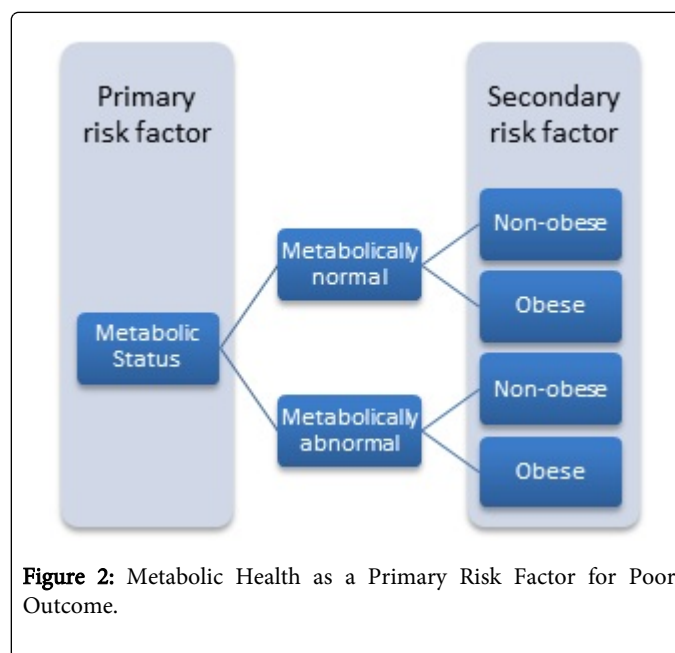 Primary
risk factor
Secondary
risk factor
Metabolic
Status
Metabolically
normal
Metabolically
abnormal
Non-obese
Obese
Non-obese
Obese
Figure 2: Metabolic Health as a Primary Risk Factor for Poor
Outcome.